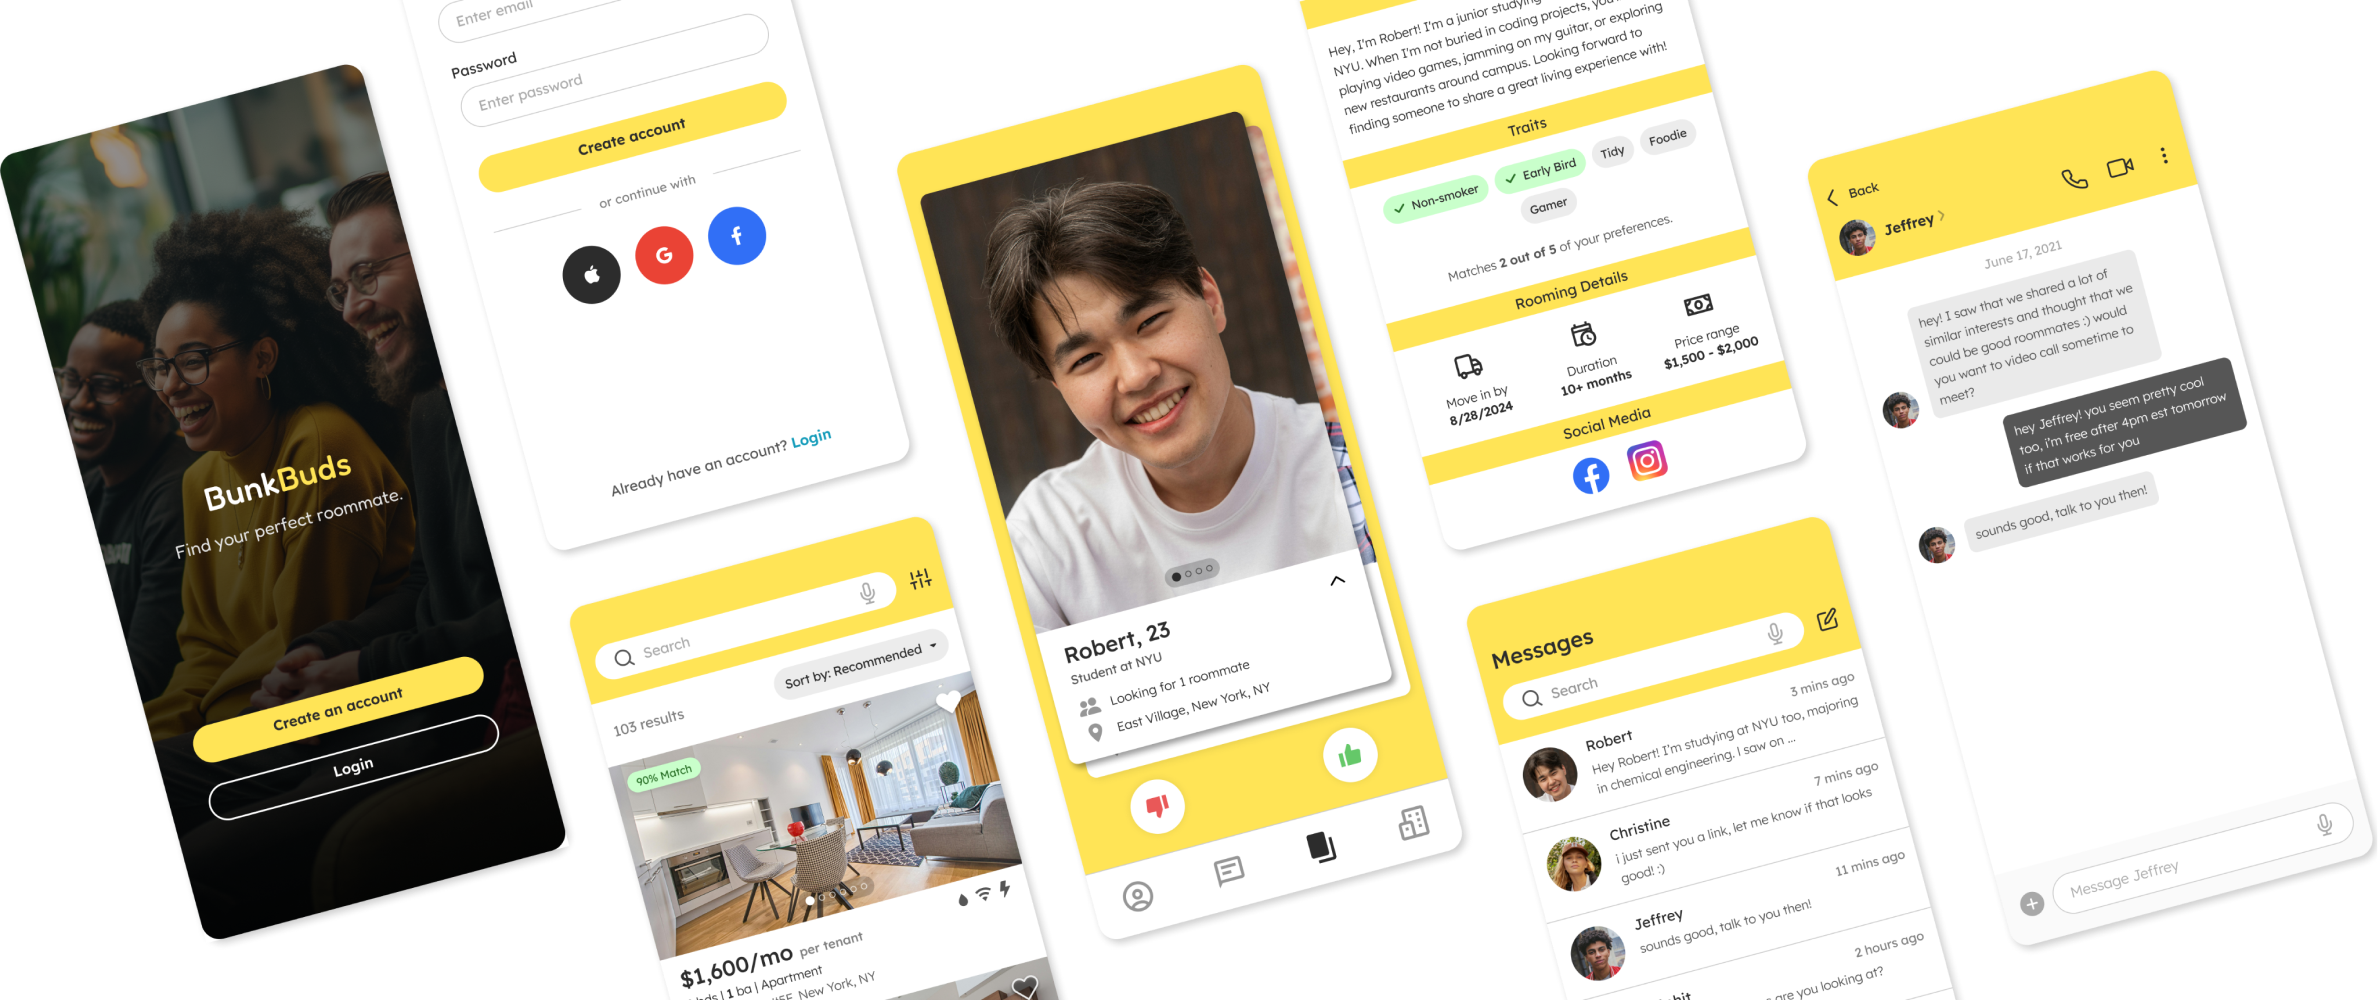 BunkBuds
Find your perfect roommate.
Create an account
Login
Enter email
Password
Enter password
Create account
or continue with
Already have an account? Login
Search
Sort by: Recommended
103 results
90% Match
$1,600/mo per tenant
| 1 ba | Apartment
New York, NY
Robert, 23
Student at NYU
Looking for 1 roommate
East Village, New York, NY
Hey, I'm Robert! I'm a junior studying
NYU. When I'm not buried in coding projects,
playing video games, jamming on my guitar, or exploring
new restaurants around campus. Looking forward to
finding someone to share a great living experience with!
Traits
Non-smoker
Early Bird
Tidy
Foodie
Gamer
Matches 2 out of 5 of your preferences.
Rooming Details
Move in by
8/28/2024
Duration
10+ months
Price range
$1,500 - $2,000
Social Media
Messages
Search
3 mins ago
Robert
Hey Robert! I'm studying at NYU too, majoring
in chemical engineering. I saw on ...
7 mins ago
Christine
i just sent you a link, let me know if that looks
good! :)
11 mins ago
Jeffrey
sounds good, talk to you then!
2 hours ago
are you looking at?
Back
Jeffrey
June 17, 2021
hey! I saw that we shared a lot of
similar interests and thought that we
could be good roommates :) would
you want to video call sometime to
meet?
hey Jeffrey! you seem pretty cool
too, i'm free after 4pm est tomorrow
if that works for you
sounds good, talk to you then!
Message Jeffrey